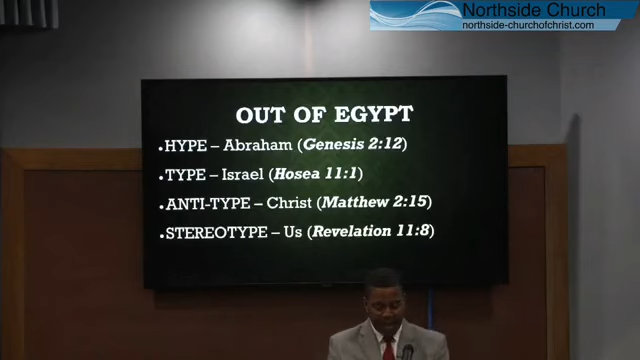 Northside Church
northside-churchofchrist.com
OUT OF EGYPT
•HYPE – Abraham (Genesis 2:12)
•TYPE – Israel (Hosea 11:1)
•ANTI-TYPE – Christ (Matthew 2:15)
•STEREOTYPE – Us (Revelation 11:8)